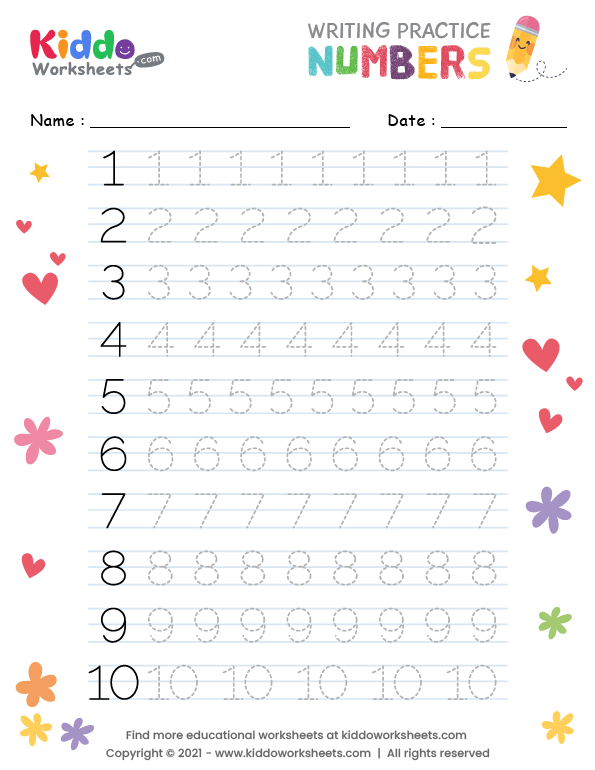 Kiddo
Worksheets.com
WRITING PRACTICE
NUMBERS
Name : Date :
1 1 1 1 1 1 1 1 1 1
2 2 2 2 2 2 2 2 2
3 3 3 3 3 3 3 3 3 3
4 4 4 4 4 4 4 4 4
5 5 5 5 5 5 5 5 5 5
6 6 6 6 6 6 6 6 6
7 7 7 7 7 7 7 7 7
8 8 8 8 8 8 8 8 8
9 9 9 9 9 9 9 9 9
10 10 10 10 10 10
Find more educational worksheets at kiddoworksheets.com
Copyright © 2021 - www.kiddoworksheets.com | All rights reserved